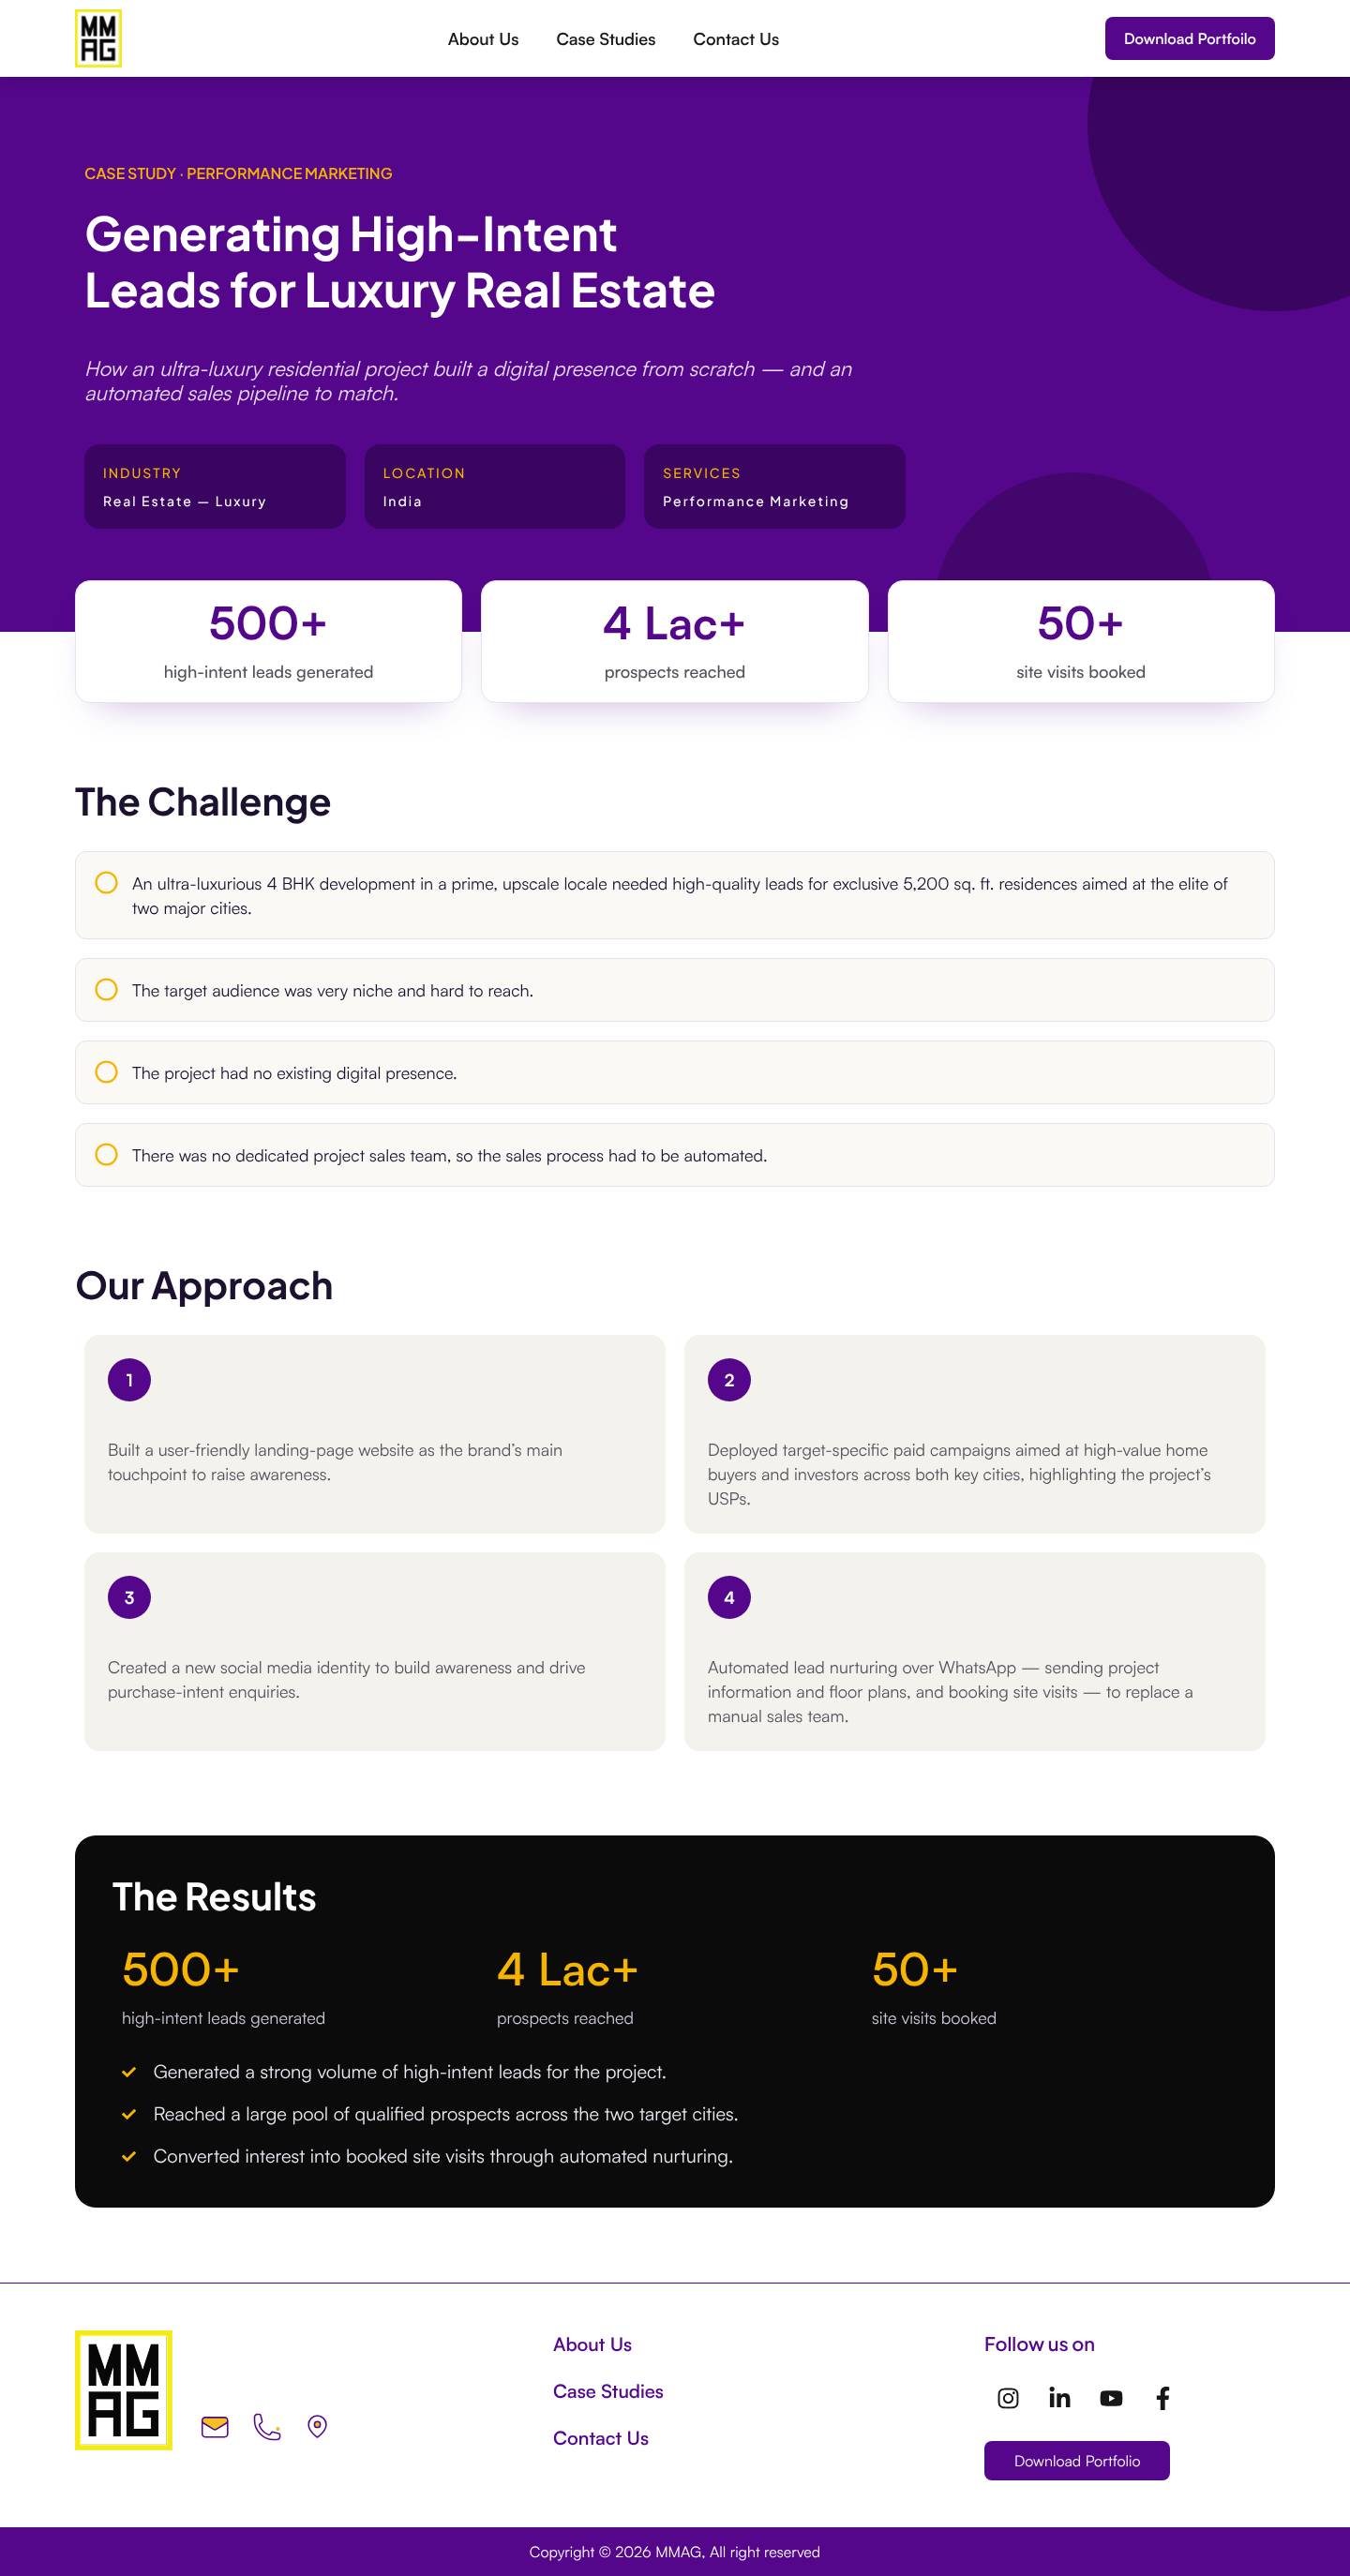 MM
AG
About Us
Case Studies
Contact Us
Download Portfoilo
CASE STUDY · PERFORMANCE MARKETING
Generating High-Intent
Leads for Luxury Real Estate
How an ultra-luxury residential project built a digital presence from scratch — and an
automated sales pipeline to match.
INDUSTRY
Real Estate — Luxury
LOCATION
India
SERVICES
Performance Marketing
500+
high-intent leads generated
4 Lac+
prospects reached
50+
site visits booked
The Challenge
An ultra-luxurious 4 BHK development in a prime, upscale locale needed high-quality leads for exclusive 5,200 sq. ft. residences aimed at the elite of
two major cities.
The target audience was very niche and hard to reach.
The project had no existing digital presence.
There was no dedicated project sales team, so the sales process had to be automated.
Our Approach
1
Built a user-friendly landing-page website as the brand’s main
touchpoint to raise awareness.
2
Deployed target-specific paid campaigns aimed at high-value home
buyers and investors across both key cities, highlighting the project’s
USPs.
3
Created a new social media identity to build awareness and drive
purchase-intent enquiries.
4
Automated lead nurturing over WhatsApp — sending project
information and floor plans, and booking site visits — to replace a
manual sales team.
The Results
500+
high-intent leads generated
4 Lac+
prospects reached
50+
site visits booked
Generated a strong volume of high-intent leads for the project.
Reached a large pool of qualified prospects across the two target cities.
Converted interest into booked site visits through automated nurturing.
MM
AG
About Us
Case Studies
Contact Us
Follow us on
Download Portfolio
Copyright © 2026 MMAG, All right reserved